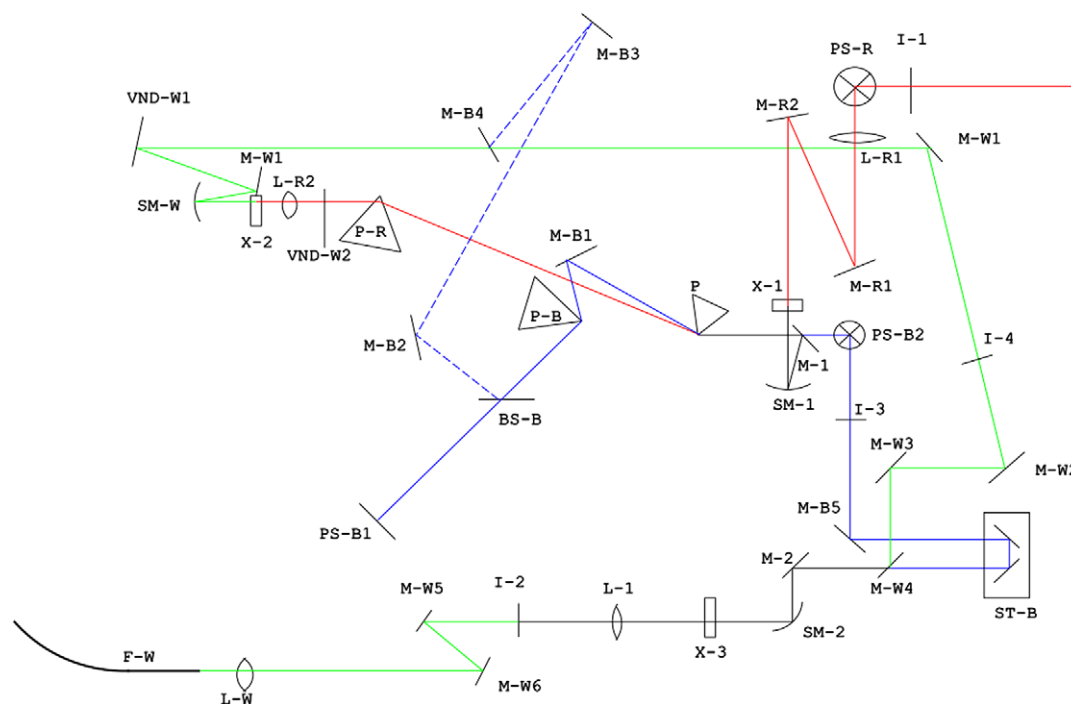 M-B3
PS-R
I-1
VND-W1
M-B4
M-R2
M-W1
L-R1
M-W1
L-R2
SM-W
P-R
X-2
VND-W2
M-B1
P
X-1
M-R1
P-B
PS-B2
M-B2
M-1
I-4
SM-1
BS-B
I-3
M-W3
M-W2
M-B5
PS-B1
M-2
M-W4
ST-B
M-W5
I-2
L-1
SM-2
X-3
F-W
M-W6
L-W